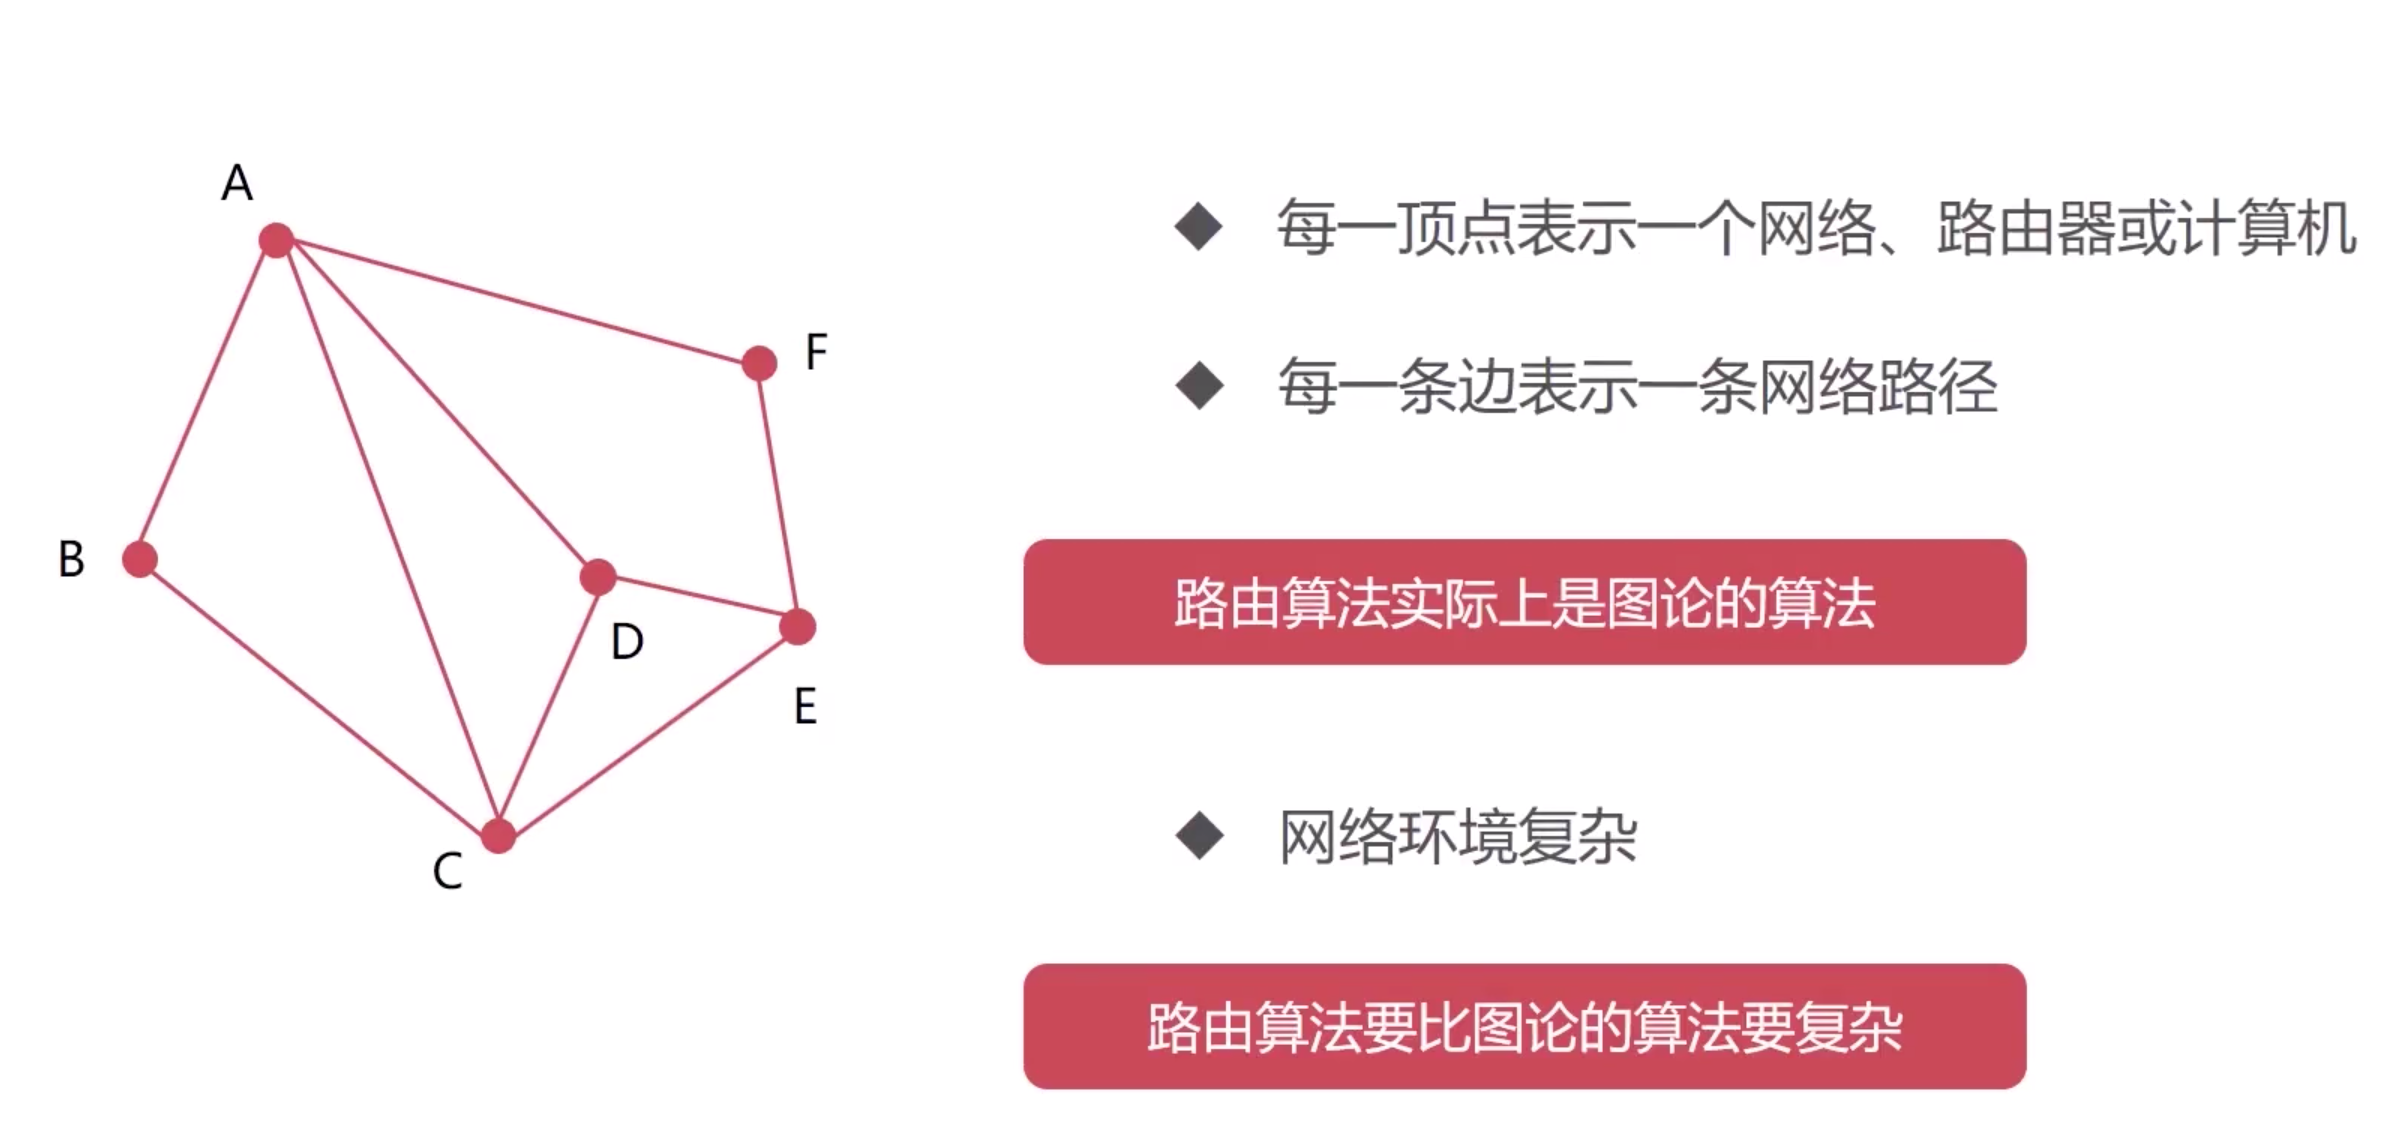 A
F
B
D
E
C
每一顶点表示一个网络、路由器或计算机
每一条边表示一条网络路径
路由算法实际上是图论的算法
网络环境复杂
路由算法要比图论的算法要复杂